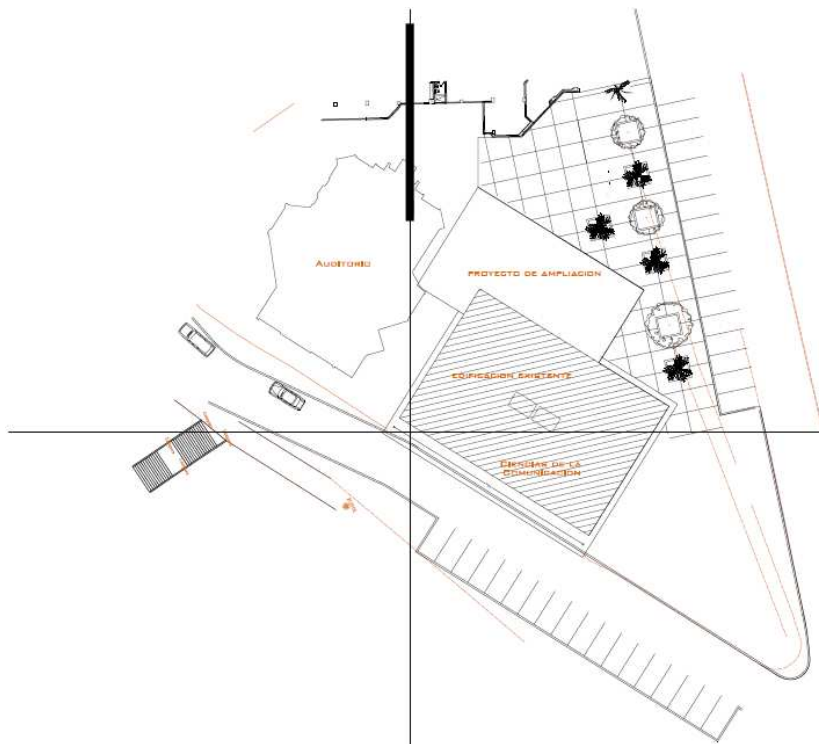 AUDITORIO
PROYECTO DE AMPLIACION
EDIFICACION EXISTENTE
CIENCIAS DE LA
COMUNICACION